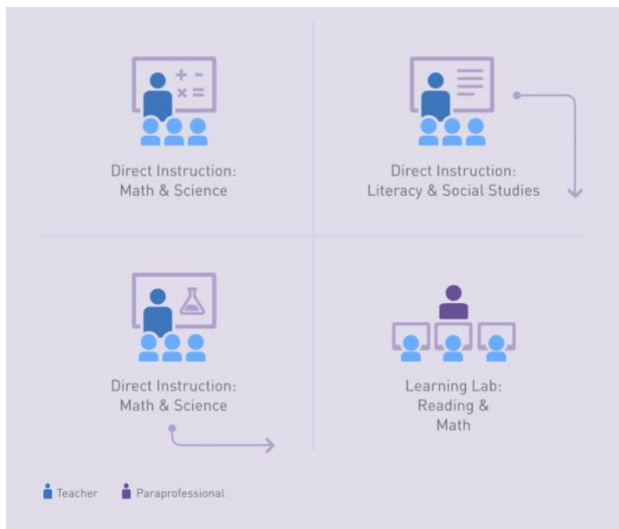 Direct Instruction:
Math & Science
Direct Instruction:
Literacy & Social Studies
Direct Instruction:
Math & Science
Learning Lab:
Reading &
Math
Teacher
Paraprofessional